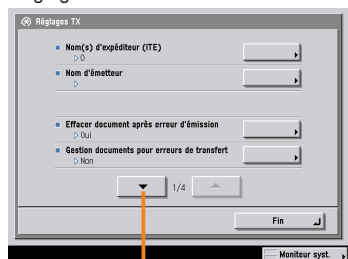 Réglages TX
Nom(s) d'expéditeur (ITE)
0
Nom d'émetteur
Effacer document après erreur d'émission
Oui
Gestion documents pour erreurs de transfert
Non
1/4
Fin
Moniteur syst.